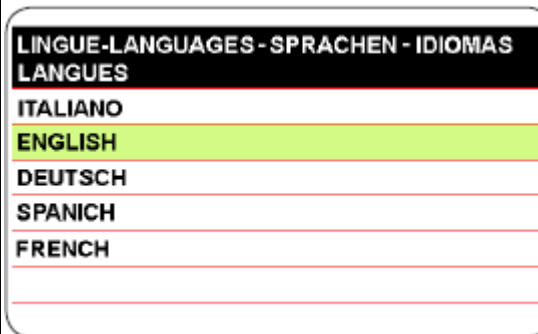 LINGUE-LANGUAGES - SPRACHEN - IDIOMAS
LANGUES
ITALIANO
ENGLISH
DEUTSCH
SPANICH
FRENCH